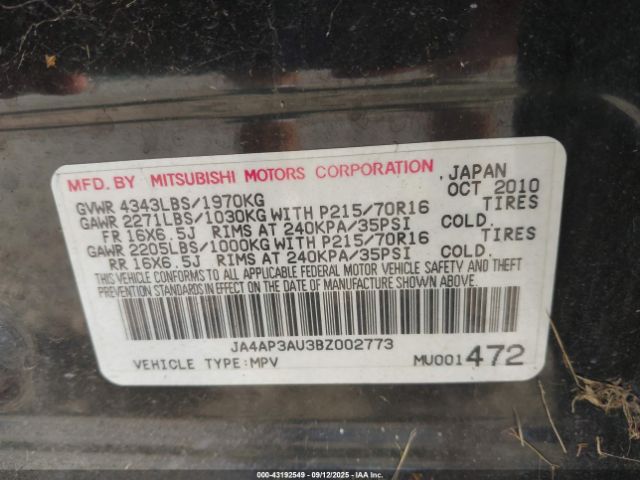 MFD. BY MITSUBISHI MOTORS CORPORATION, JAPAN
GVWR 4343LBS/1970KG OCT 2010
GAWR 2271LBS/1030KG WITH P215/70R16 TIRES
FR 16X6.5J RIMS AT 240KPA/35PSI COLD.
GAWR 2205LBS/1000KG WITH P215/70R16 TIRES
RR 16X6.5J RIMS AT 240KPA/35PSI COLD.
THIS VEHICLE CONFORMS TO ALL APPLICABLE FEDERAL MOTOR VEHICLE SAFETY AND THEFT
PREVENTION STANDARDS IN EFFECT ON THE DATE OF MANUFACTURE SHOWN ABOVE.
JA4AP3AU3BZ002773
VEHICLE TYPE:MPV MU001472
000-43192549 - 09/12/2025 - IAA Inc.